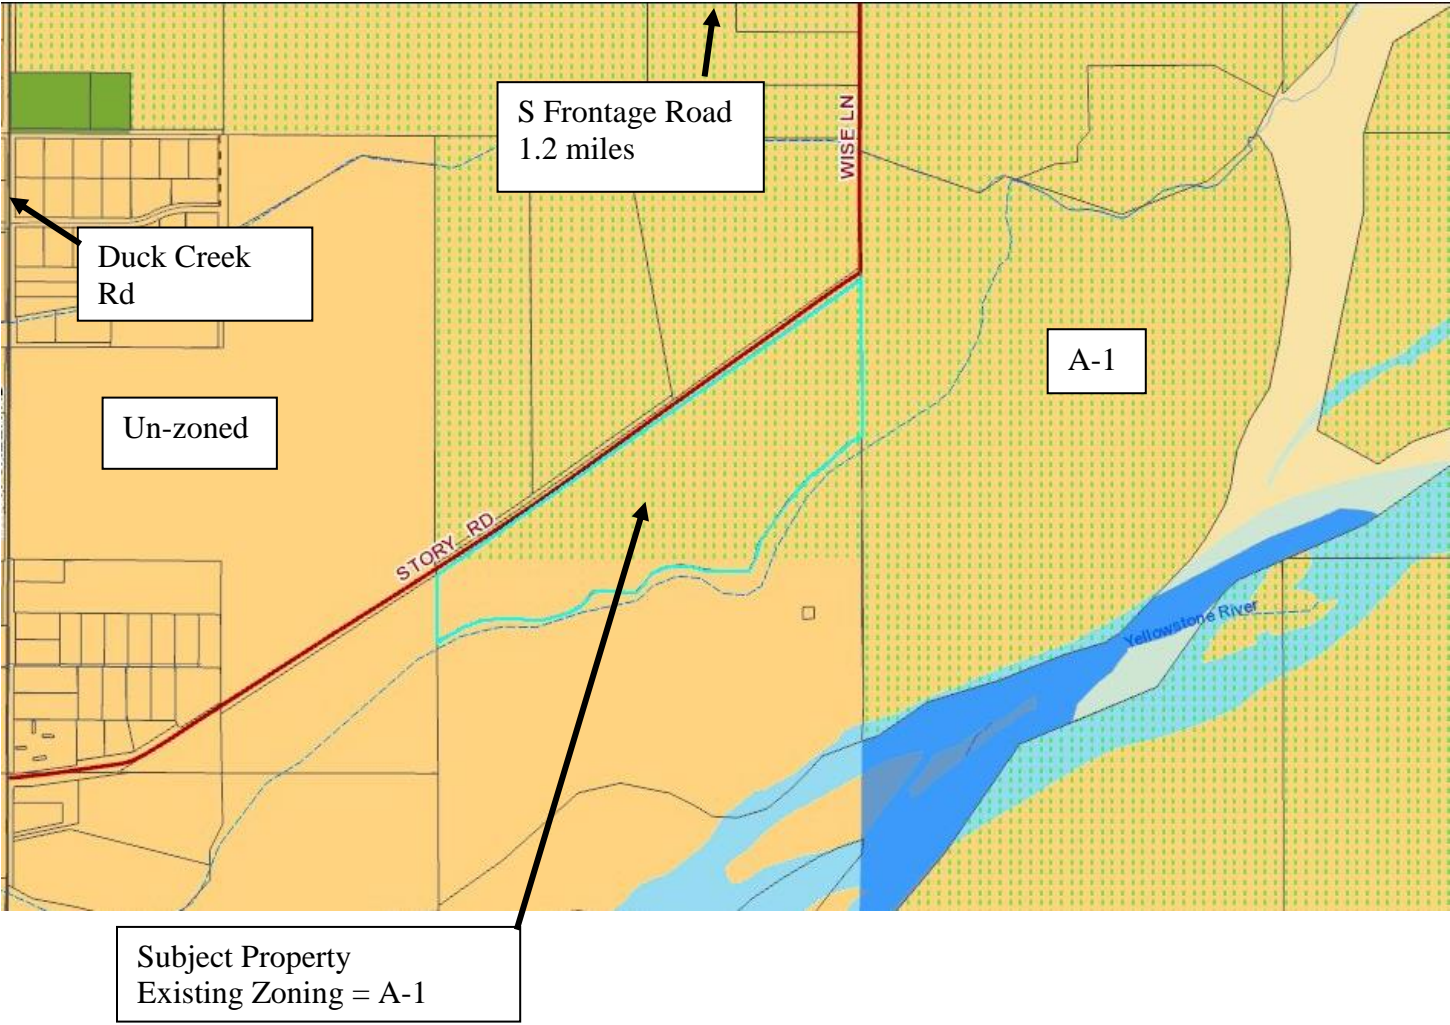 S Frontage Road
1.2 miles
WISE LN
Duck Creek
Rd
A-1
Un-zoned
STORY RD
Yellowstone River
Subject Property
Existing Zoning = A-1